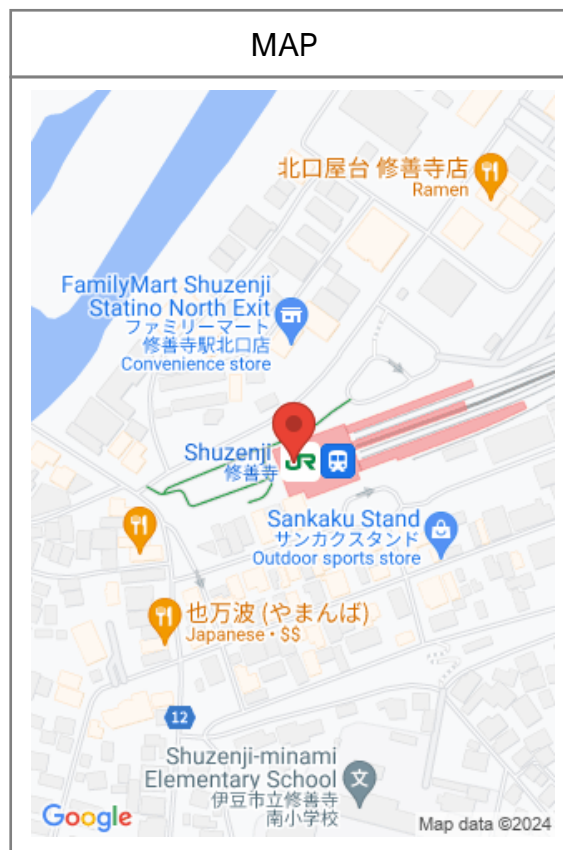 MAP
北口屋台 修善寺店
Ramen
FamilyMart Shuzenji
Statino North Exit
ファミリーマート
修善寺駅北口店
Convenience store
Shuzenji
修善寺
JR
Sankaku Stand
サンカクスタンド
Outdoor sports store
也万波 (やまんば)
Japanese • $$
12
Shuzenji-minami
Elementary School
伊豆市立修善寺
南小学校
文
Google
Map data ©2024